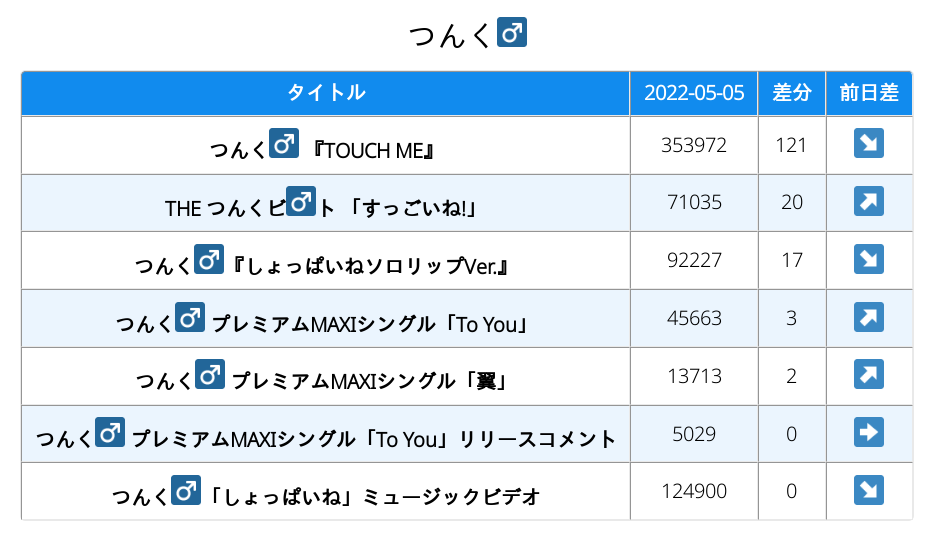 つんく♂
タイトル 2022-05-05 差分 前日差
つんく♂ 『TOUCH ME』 353972 121 ↘
THE つんくビ♂ト 「すっごいね!」 71035 20 ↗
つんく♂『しょっぱいねソロリップVer.』 92227 17 ↘
つんく♂ プレミアムMAXIシングル「To You」 45663 3 ↗
つんく♂ プレミアムMAXIシングル「翼」 13713 2 ↗
つんく♂ プレミアムMAXIシングル「To You」リリースコメント 5029 0 ➡
つんく♂「しょっぱいね」ミュージックビデオ 124900 0 ↘